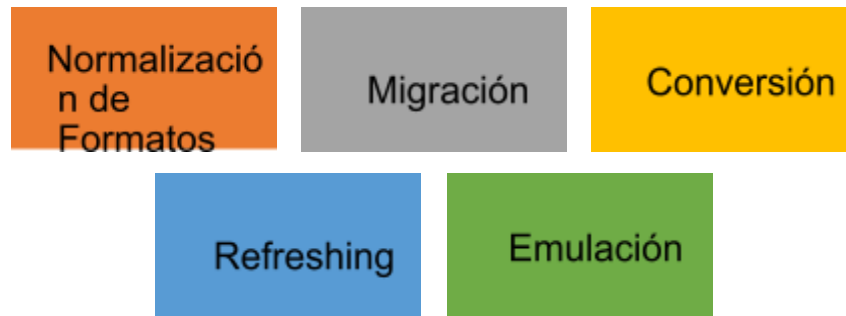 Normalizació
n de
Formatos
Migración
Conversión
Refreshing
Emulación